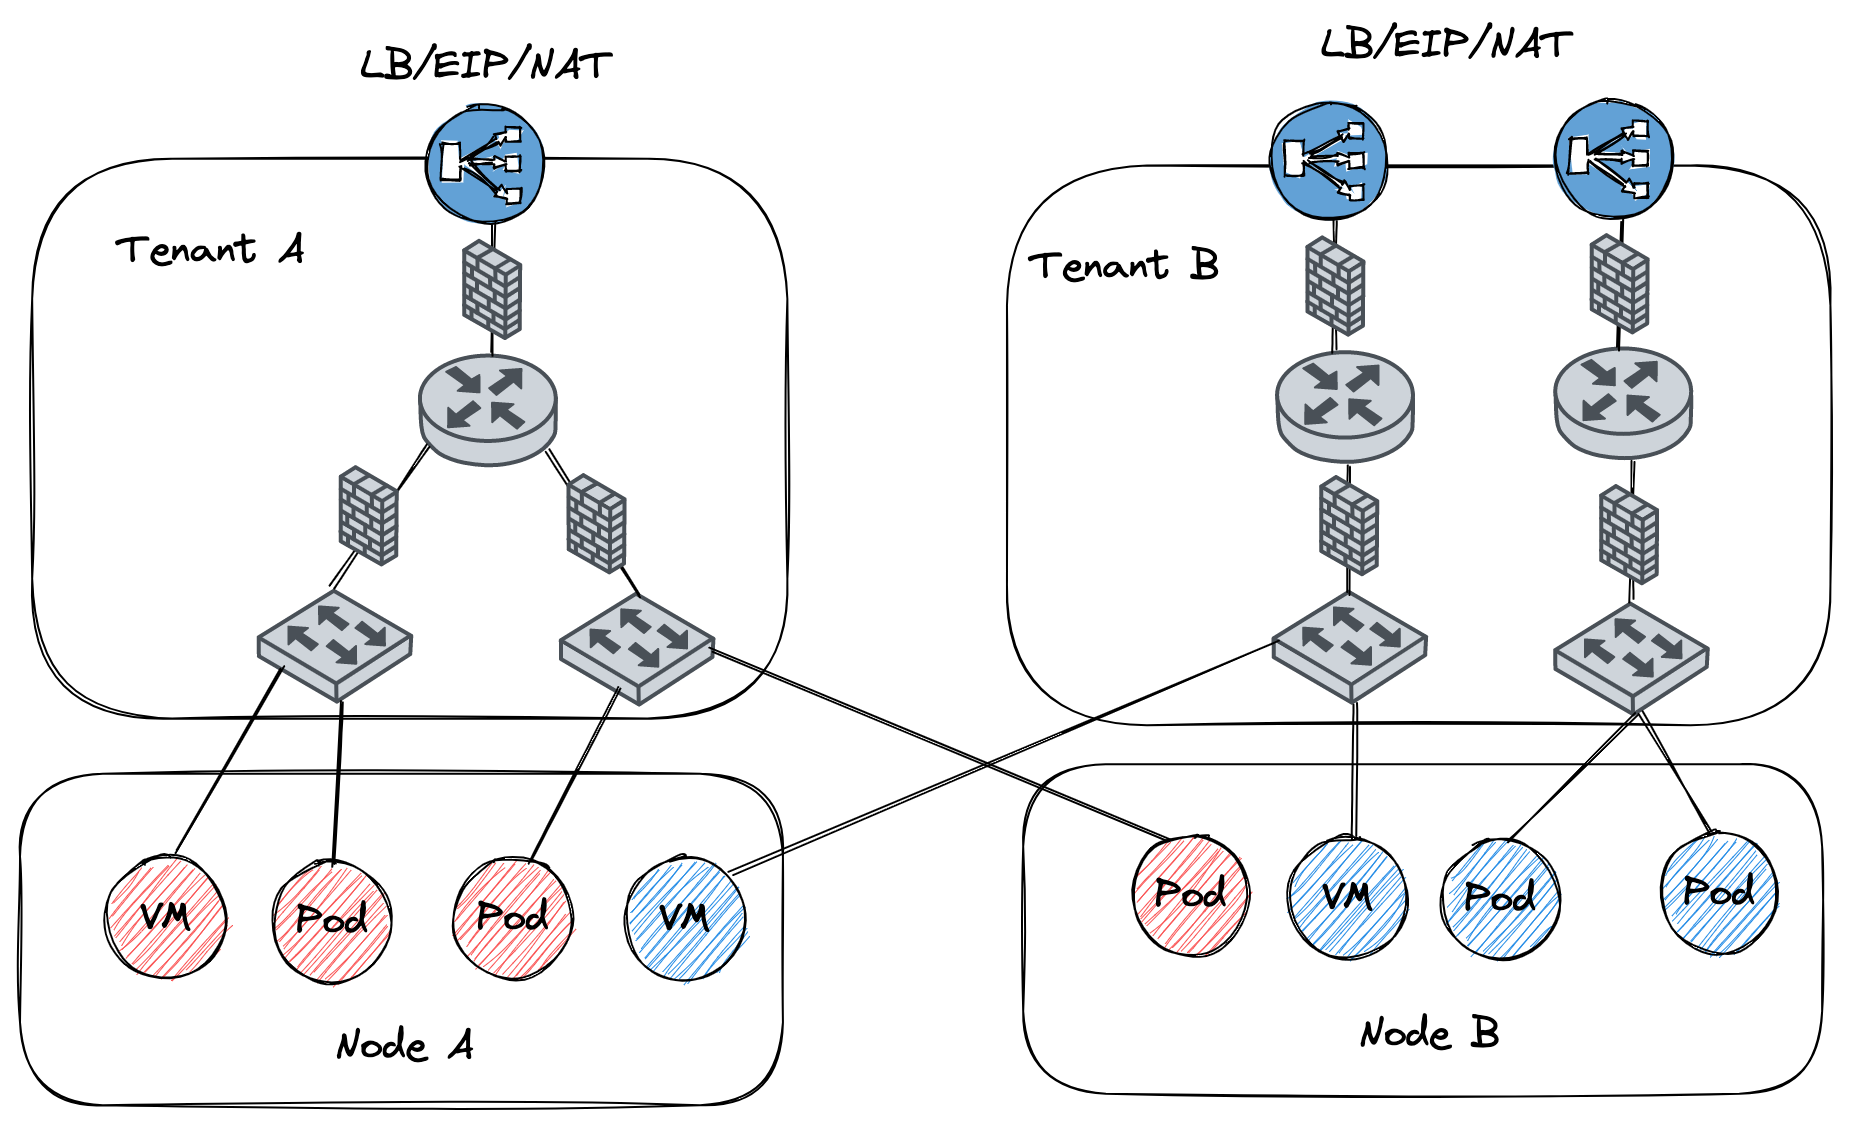 LB/EIP/NAT
LB/EIP/NAT
Tenant A
Tenant B
VM
Pod
Pod
VM
Pod
VM
Pod
Pod
Node A
Node B